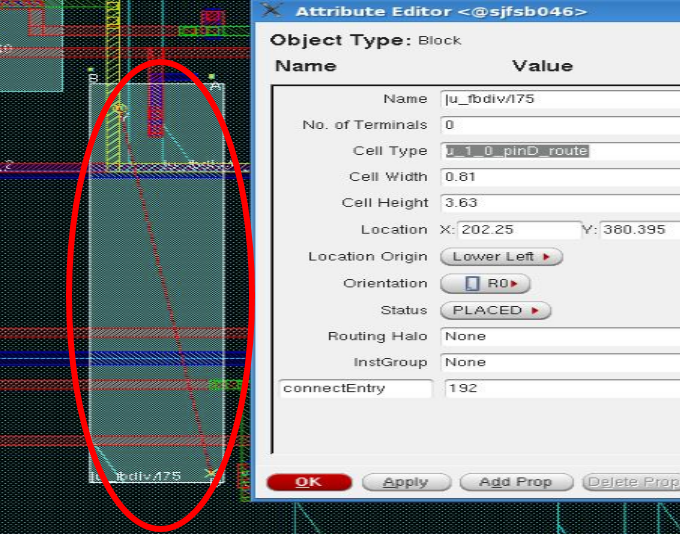 Attribute Editor <@sjfsb046>
Object Type: Block
Name Value
Name |u_fbdiv/I75
No. of Terminals 0
Cell Type u_1_0_pinD_route
Cell Width 0.81
Cell Height 3.63
Location X: 202.25 Y: 380.395
Location Origin Lower Left
Orientation R0
Status PLACED
Routing Halo None
InstGroup None
connectEntry 192
OK Apply Add Prop Delete Prop
B A
|u_fbdiv/I75